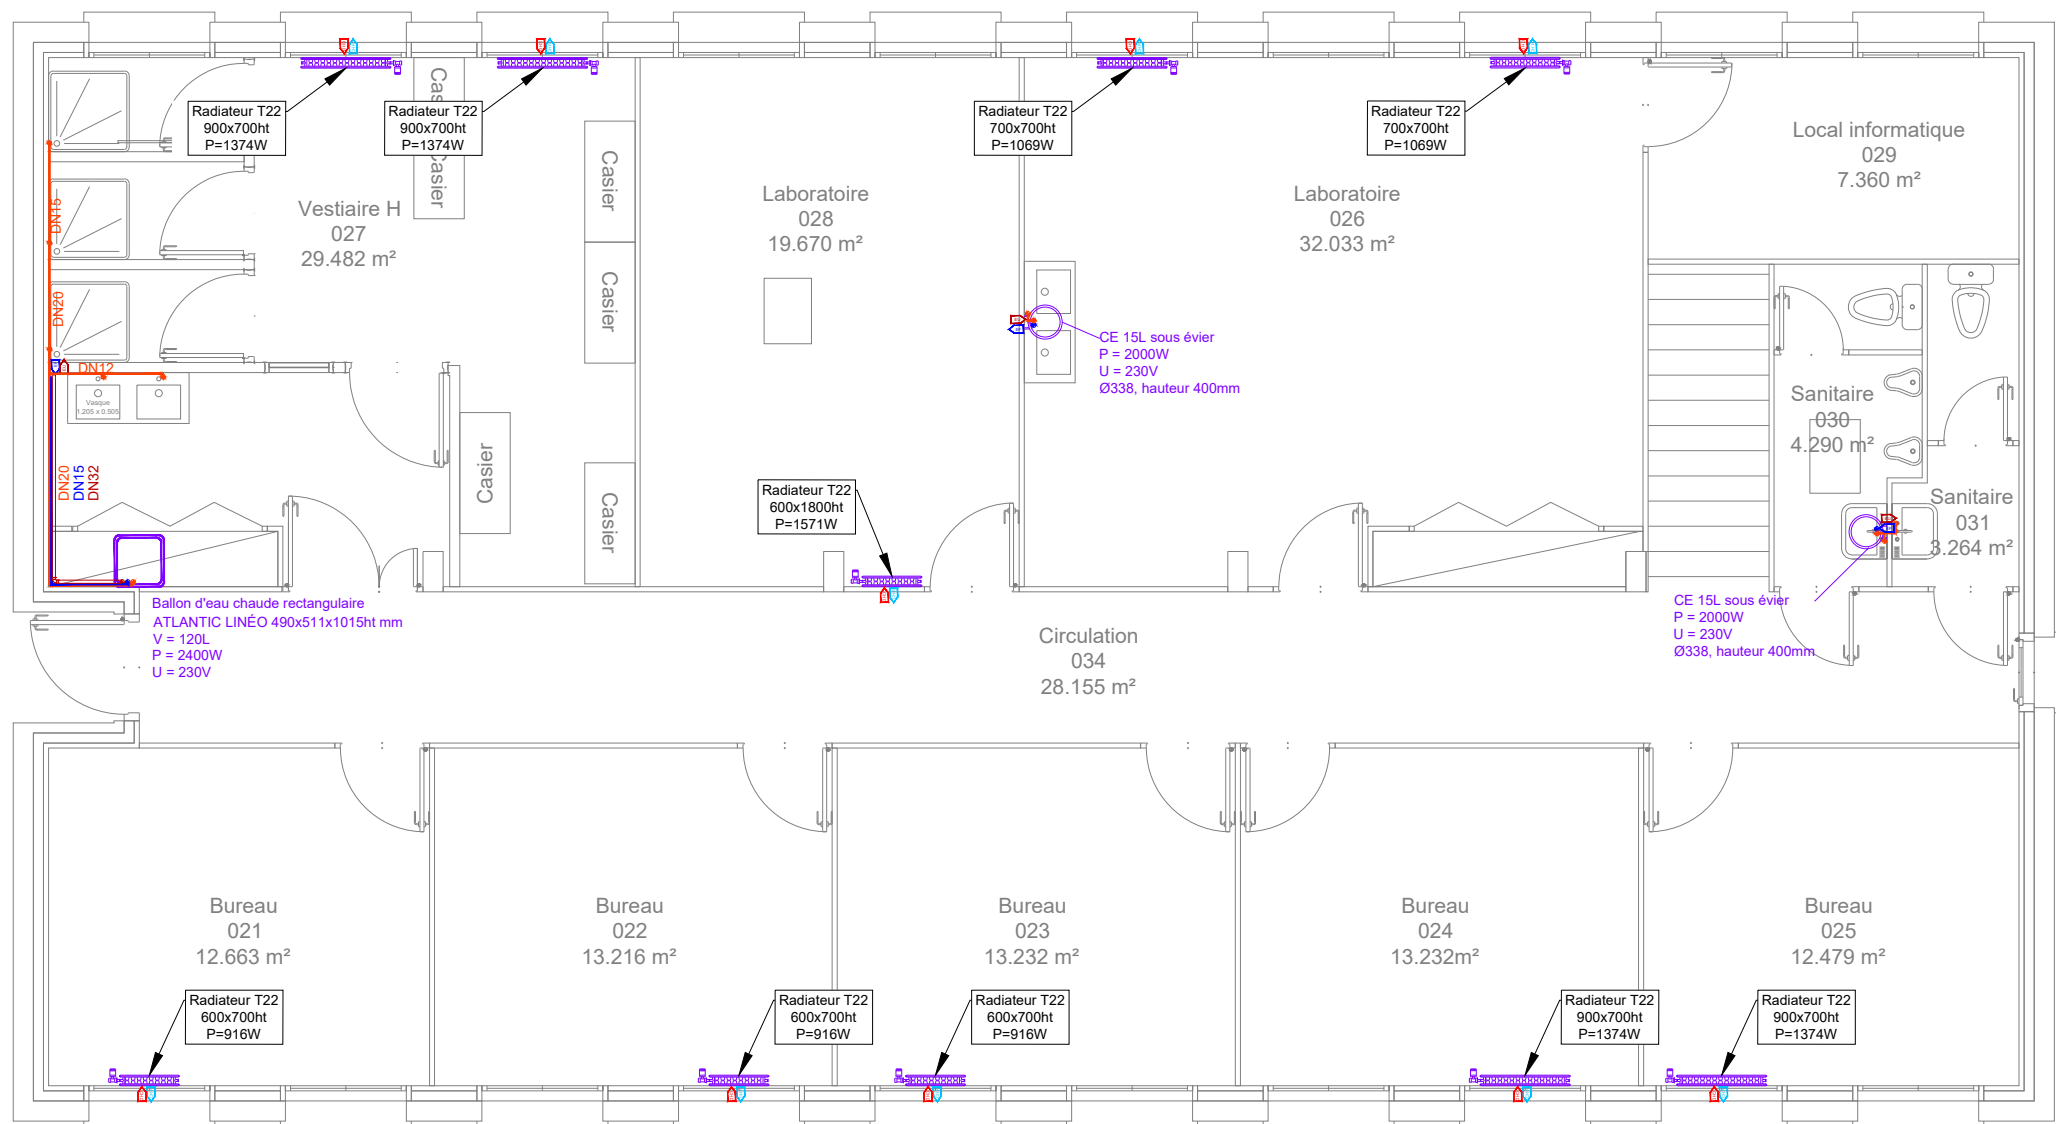 Radiateur T22
900x700ht
P=1374W
Radiateur T22
900x700ht
P=1374W
Radiateur T22
700x700ht
P=1069W
Radiateur T22
700x700ht
P=1069W
Casier
Casier
Casier
Casier
Casier
Casier
Vestiaire H
027
29.482 m²
Laboratoire
028
19.670 m²
Laboratoire
026
32.033 m²
Local informatique
029
7.360 m²
DN15
DN20
DN12
Vasque
1.205 x 0.505
DN20
DN15
DN32
CE 15L sous évier
P = 2000W
U = 230V
Ø338, hauteur 400mm
Sanitaire
030
4.290 m²
Sanitaire
031
3.264 m²
Radiateur T22
600x1800ht
P=1571W
Ballon d'eau chaude rectangulaire
ATLANTIC LINÉO 490x511x1015ht mm
V = 120L
P = 2400W
U = 230V
CE 15L sous évier
P = 2000W
U = 230V
Ø338, hauteur 400mm
Circulation
034
28.155 m²
Bureau
021
12.663 m²
Bureau
022
13.216 m²
Bureau
023
13.232 m²
Bureau
024
13.232m²
Bureau
025
12.479 m²
Radiateur T22
600x700ht
P=916W
Radiateur T22
600x700ht
P=916W
Radiateur T22
600x700ht
P=916W
Radiateur T22
900x700ht
P=1374W
Radiateur T22
900x700ht
P=1374W